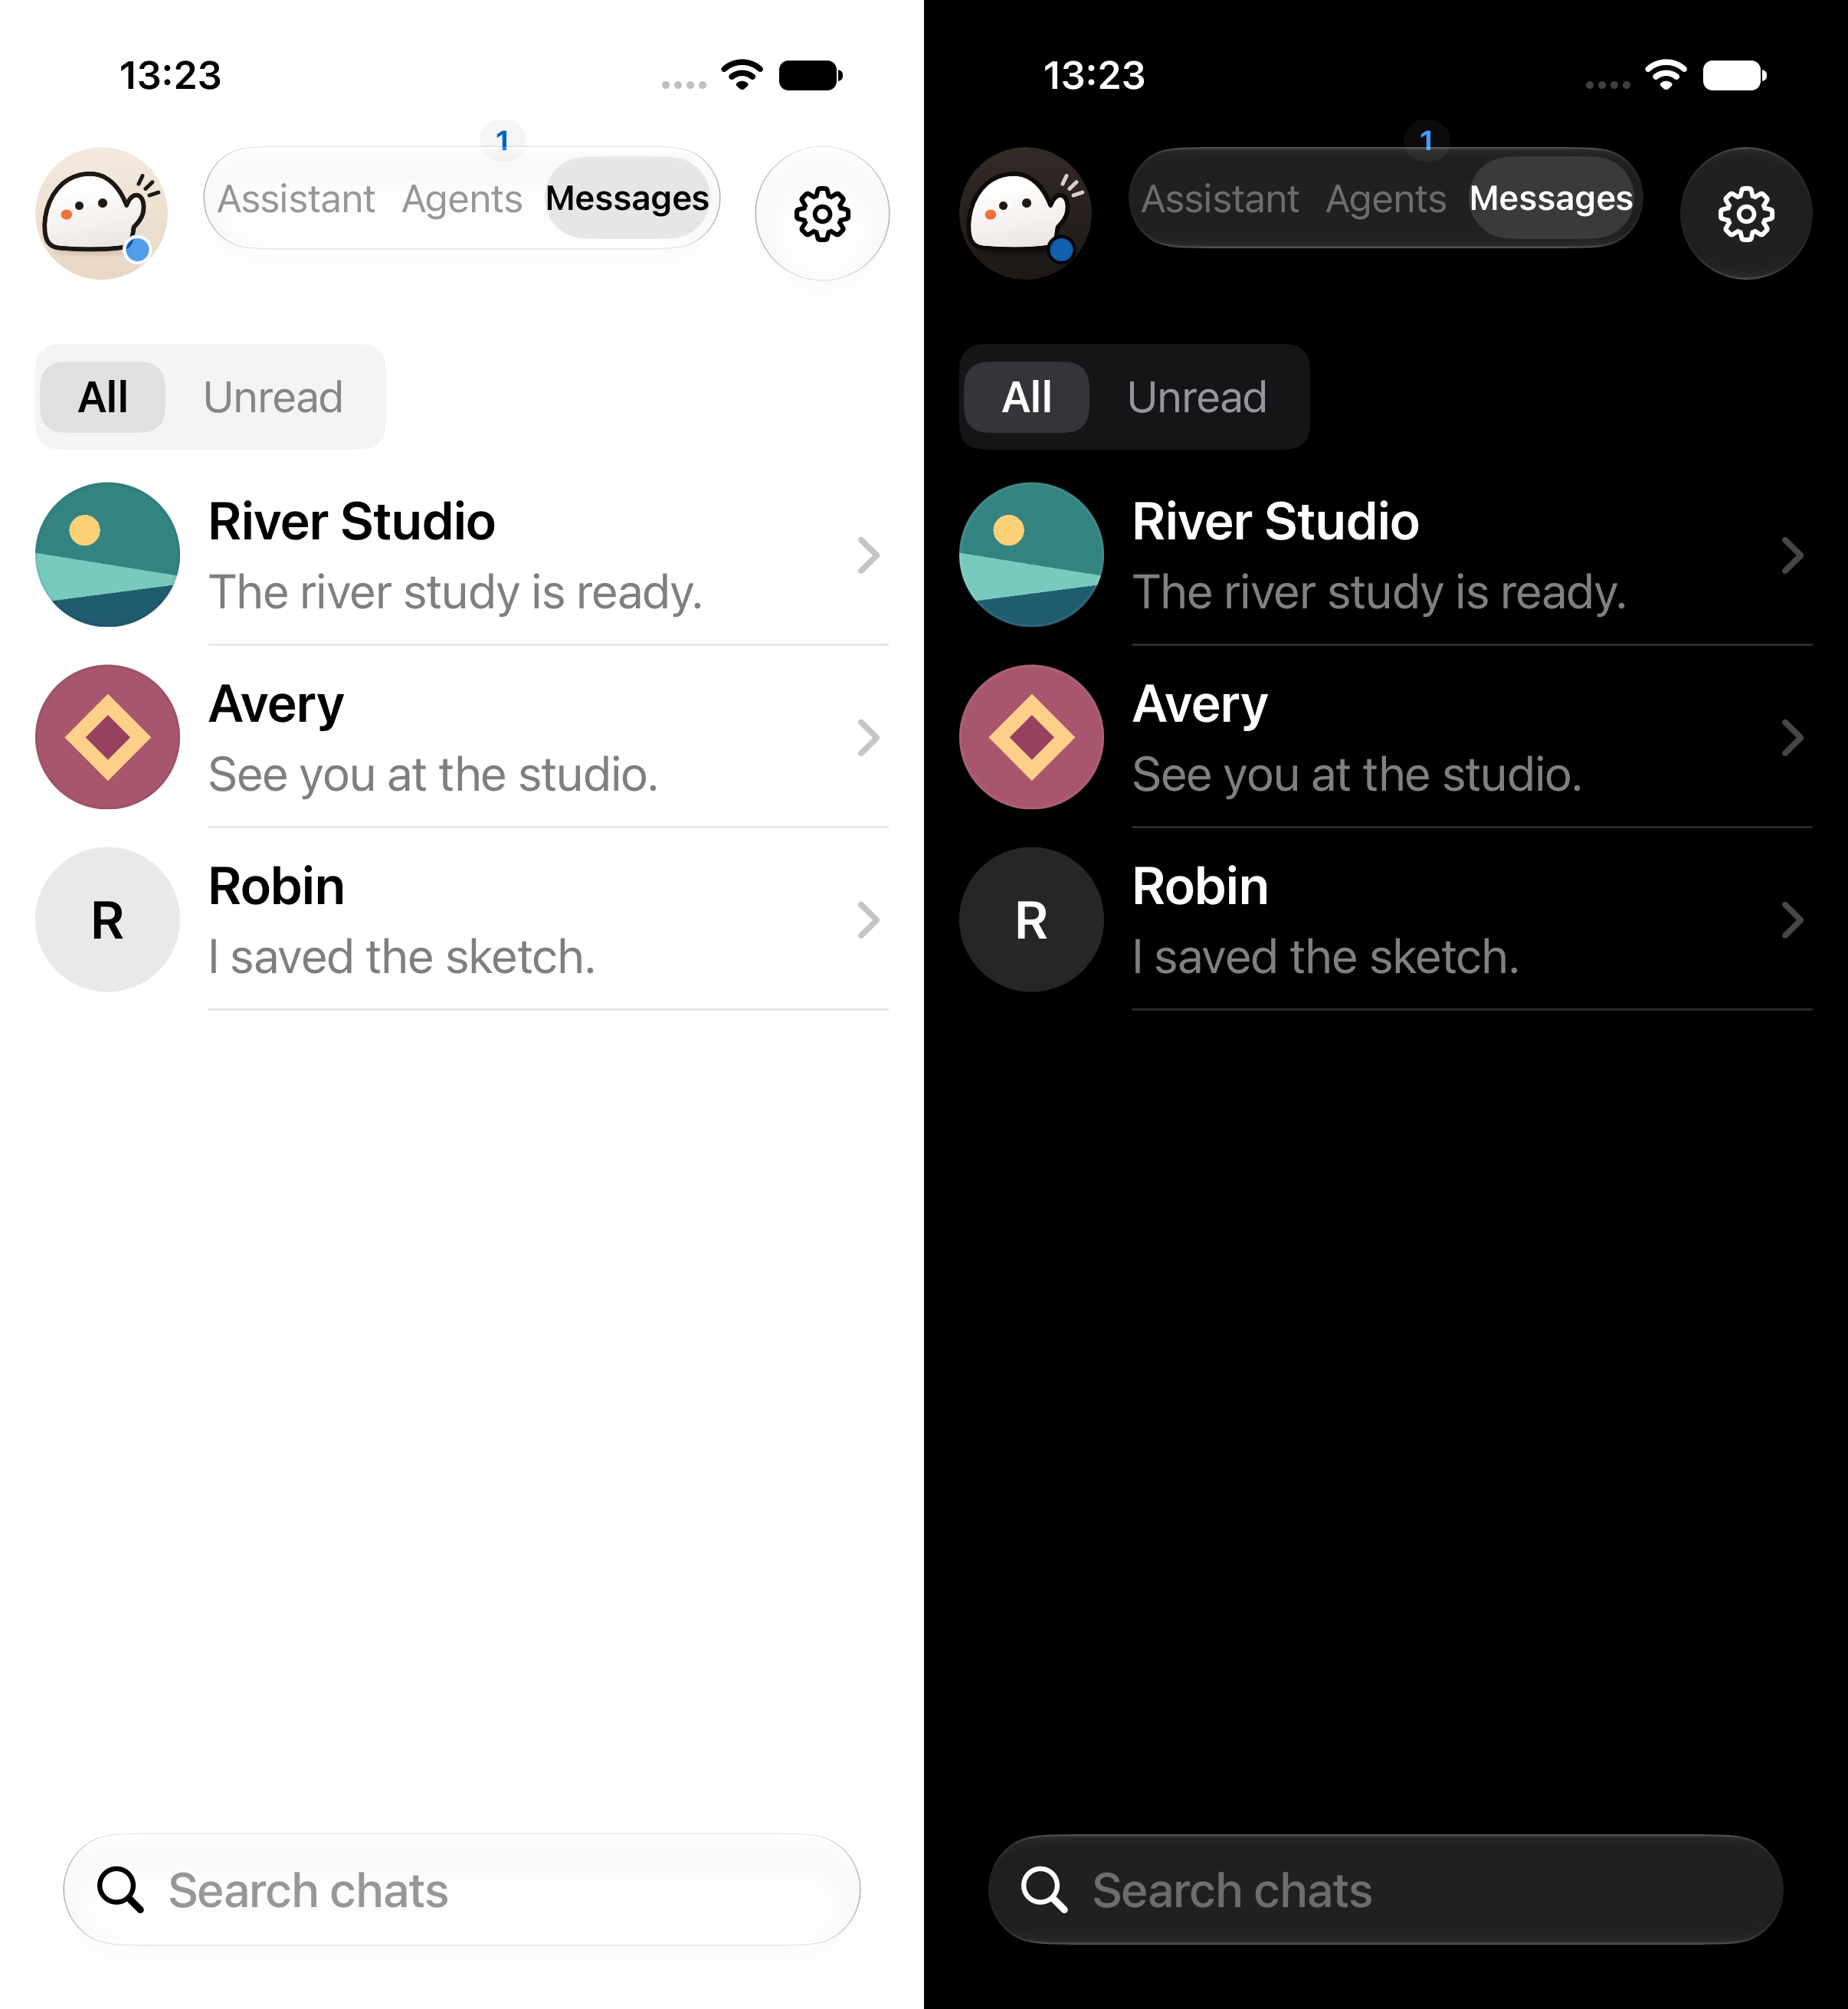 13:23
1
Assistant Agents Messages
All Unread
River Studio
The river study is ready.
Avery
See you at the studio.
R
Robin
I saved the sketch.
Search chats
13:23
1
Assistant Agents Messages
All Unread
River Studio
The river study is ready.
Avery
See you at the studio.
R
Robin
I saved the sketch.
Search chats